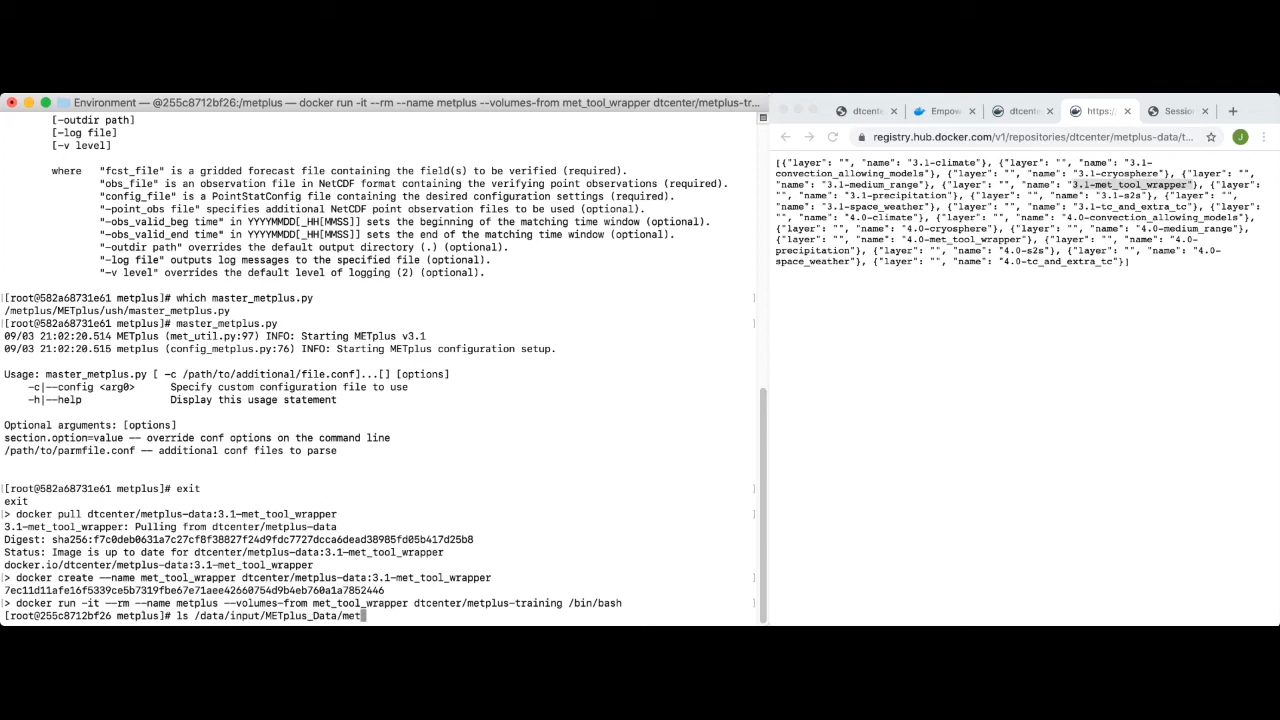 Environment — @255c8712bf26:/metplus — docker run -it --rm --name metplus --volumes-from met_tool_wrapper dtcenter/metplus-tr...
[-outdir path]
[-log file]
[-v level]
where "fcst_file" is a gridded forecast file containing the field(s) to be verified (required).
"obs_file" is an observation file in NetCDF format containing the verifying point observations (required).
"config_file" is a PointStatConfig file containing the desired configuration settings (required).
"-point_obs file" specifies additional NetCDF point observation files to be used (optional).
"-obs_valid_beg time" in YYYYMMDD[_HH[MMSS]] sets the beginning of the matching time window (optional).
"-obs_valid_end time" in YYYYMMDD[_HH[MMSS]] sets the end of the matching time window (optional).
"-outdir path" overrides the default output directory (.) (optional).
"-log file" outputs log messages to the specified file (optional).
"-v level" overrides the default level of logging (2) (optional).
[root@582a68731e61 metplus]# which master_metplus.py
/metplus/METplus/ush/master_metplus.py
[root@582a68731e61 metplus]# master_metplus.py
09/03 21:02:20.514 METplus (met_util.py:97) INFO: Starting METplus v3.1
09/03 21:02:20.515 metplus (config_metplus.py:76) INFO: Starting METplus configuration setup.
Usage: master_metplus.py [ -c /path/to/additional/file.conf]...[] [options]
-c|--config <arg0> Specify custom configuration file to use
-h|--help Display this usage statement
Optional arguments: [options]
section.option=value —— override conf options on the command line
/path/to/parmfile.conf —— additional conf files to parse
[root@582a68731e61 metplus]# exit
exit
> docker pull dtcenter/metplus-data:3.1-met_tool_wrapper
3.1-met_tool_wrapper: Pulling from dtcenter/metplus-data
Digest: sha256:f7c0deb0631a7c27cf8f38827f24d9fdc7727dcca6dead38985fd05b417d25b8
Status: Image is up to date for dtcenter/metplus-data:3.1-met_tool_wrapper
docker.io/dtcenter/metplus-data:3.1-met_tool_wrapper
> docker create --name met_tool_wrapper dtcenter/metplus-data:3.1-met_tool_wrapper
7ec11d11afe16f5339ce5b7319fbe67e71aee42660754d9b4eb760a1a7852446
> docker run -it --rm --name metplus --volumes-from met_tool_wrapper dtcenter/metplus-training /bin/bash
[root@255c8712bf26 metplus]# ls /data/input/METplus_Data/met
dtcente Empow dtcente https:/ Session
registry.hub.docker.com/v1/repositories/dtcenter/metplus-data/t... J
[{"layer": "", "name": "3.1-climate"}, {"layer": "", "name": "3.1-
convection_allowing_models"}, {"layer": "", "name": "3.1-cryosphere"}, {"layer": "",
"name": "3.1-medium_range"}, {"layer": "", "name": "3.1-met_tool_wrapper"}, {"layer":
"", "name": "3.1-precipitation"}, {"layer": "", "name": "3.1-s2s"}, {"layer": "",
"name": "3.1-space_weather"}, {"layer": "", "name": "3.1-tc_and_extra_tc"}, {"layer":
"", "name": "4.0-climate"}, {"layer": "", "name": "4.0-convection_allowing_models"},
{"layer": "", "name": "4.0-cryosphere"}, {"layer": "", "name": "4.0-medium_range"},
{"layer": "", "name": "4.0-met_tool_wrapper"}, {"layer": "", "name": "4.0-
precipitation"}, {"layer": "", "name": "4.0-s2s"}, {"layer": "", "name": "4.0-
space_weather"}, {"layer": "", "name": "4.0-tc_and_extra_tc"}]